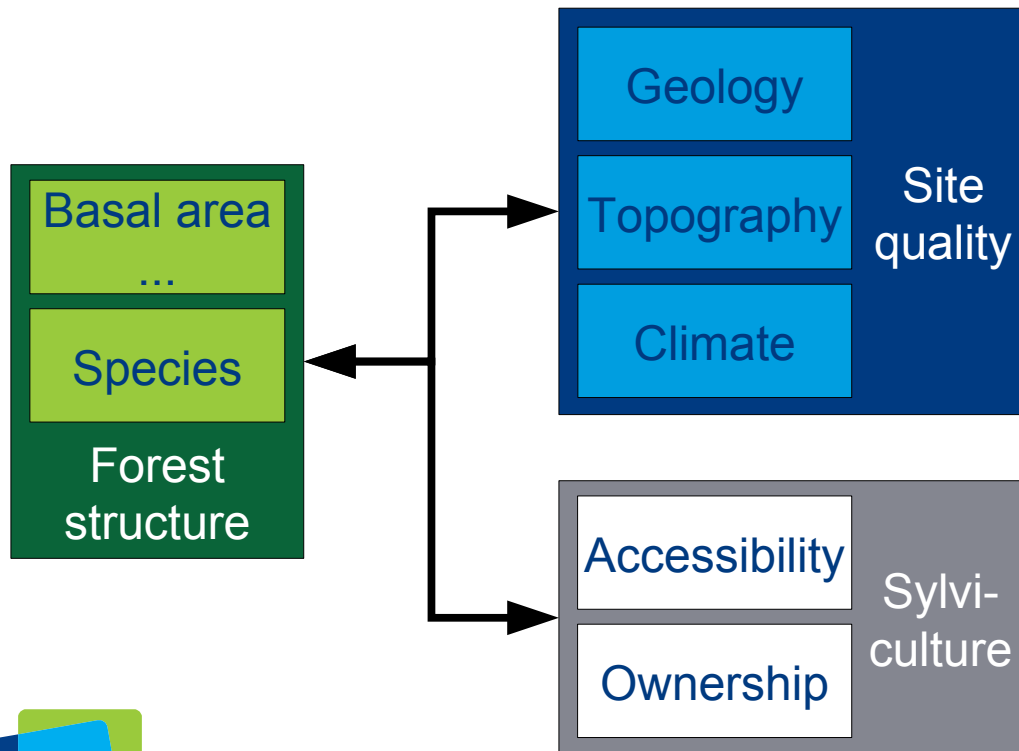 Basal area
...
Species
Forest
structure
Geology
Topography
Climate
Site
quality
Accessibility
Ownership
Sylvi-
culture